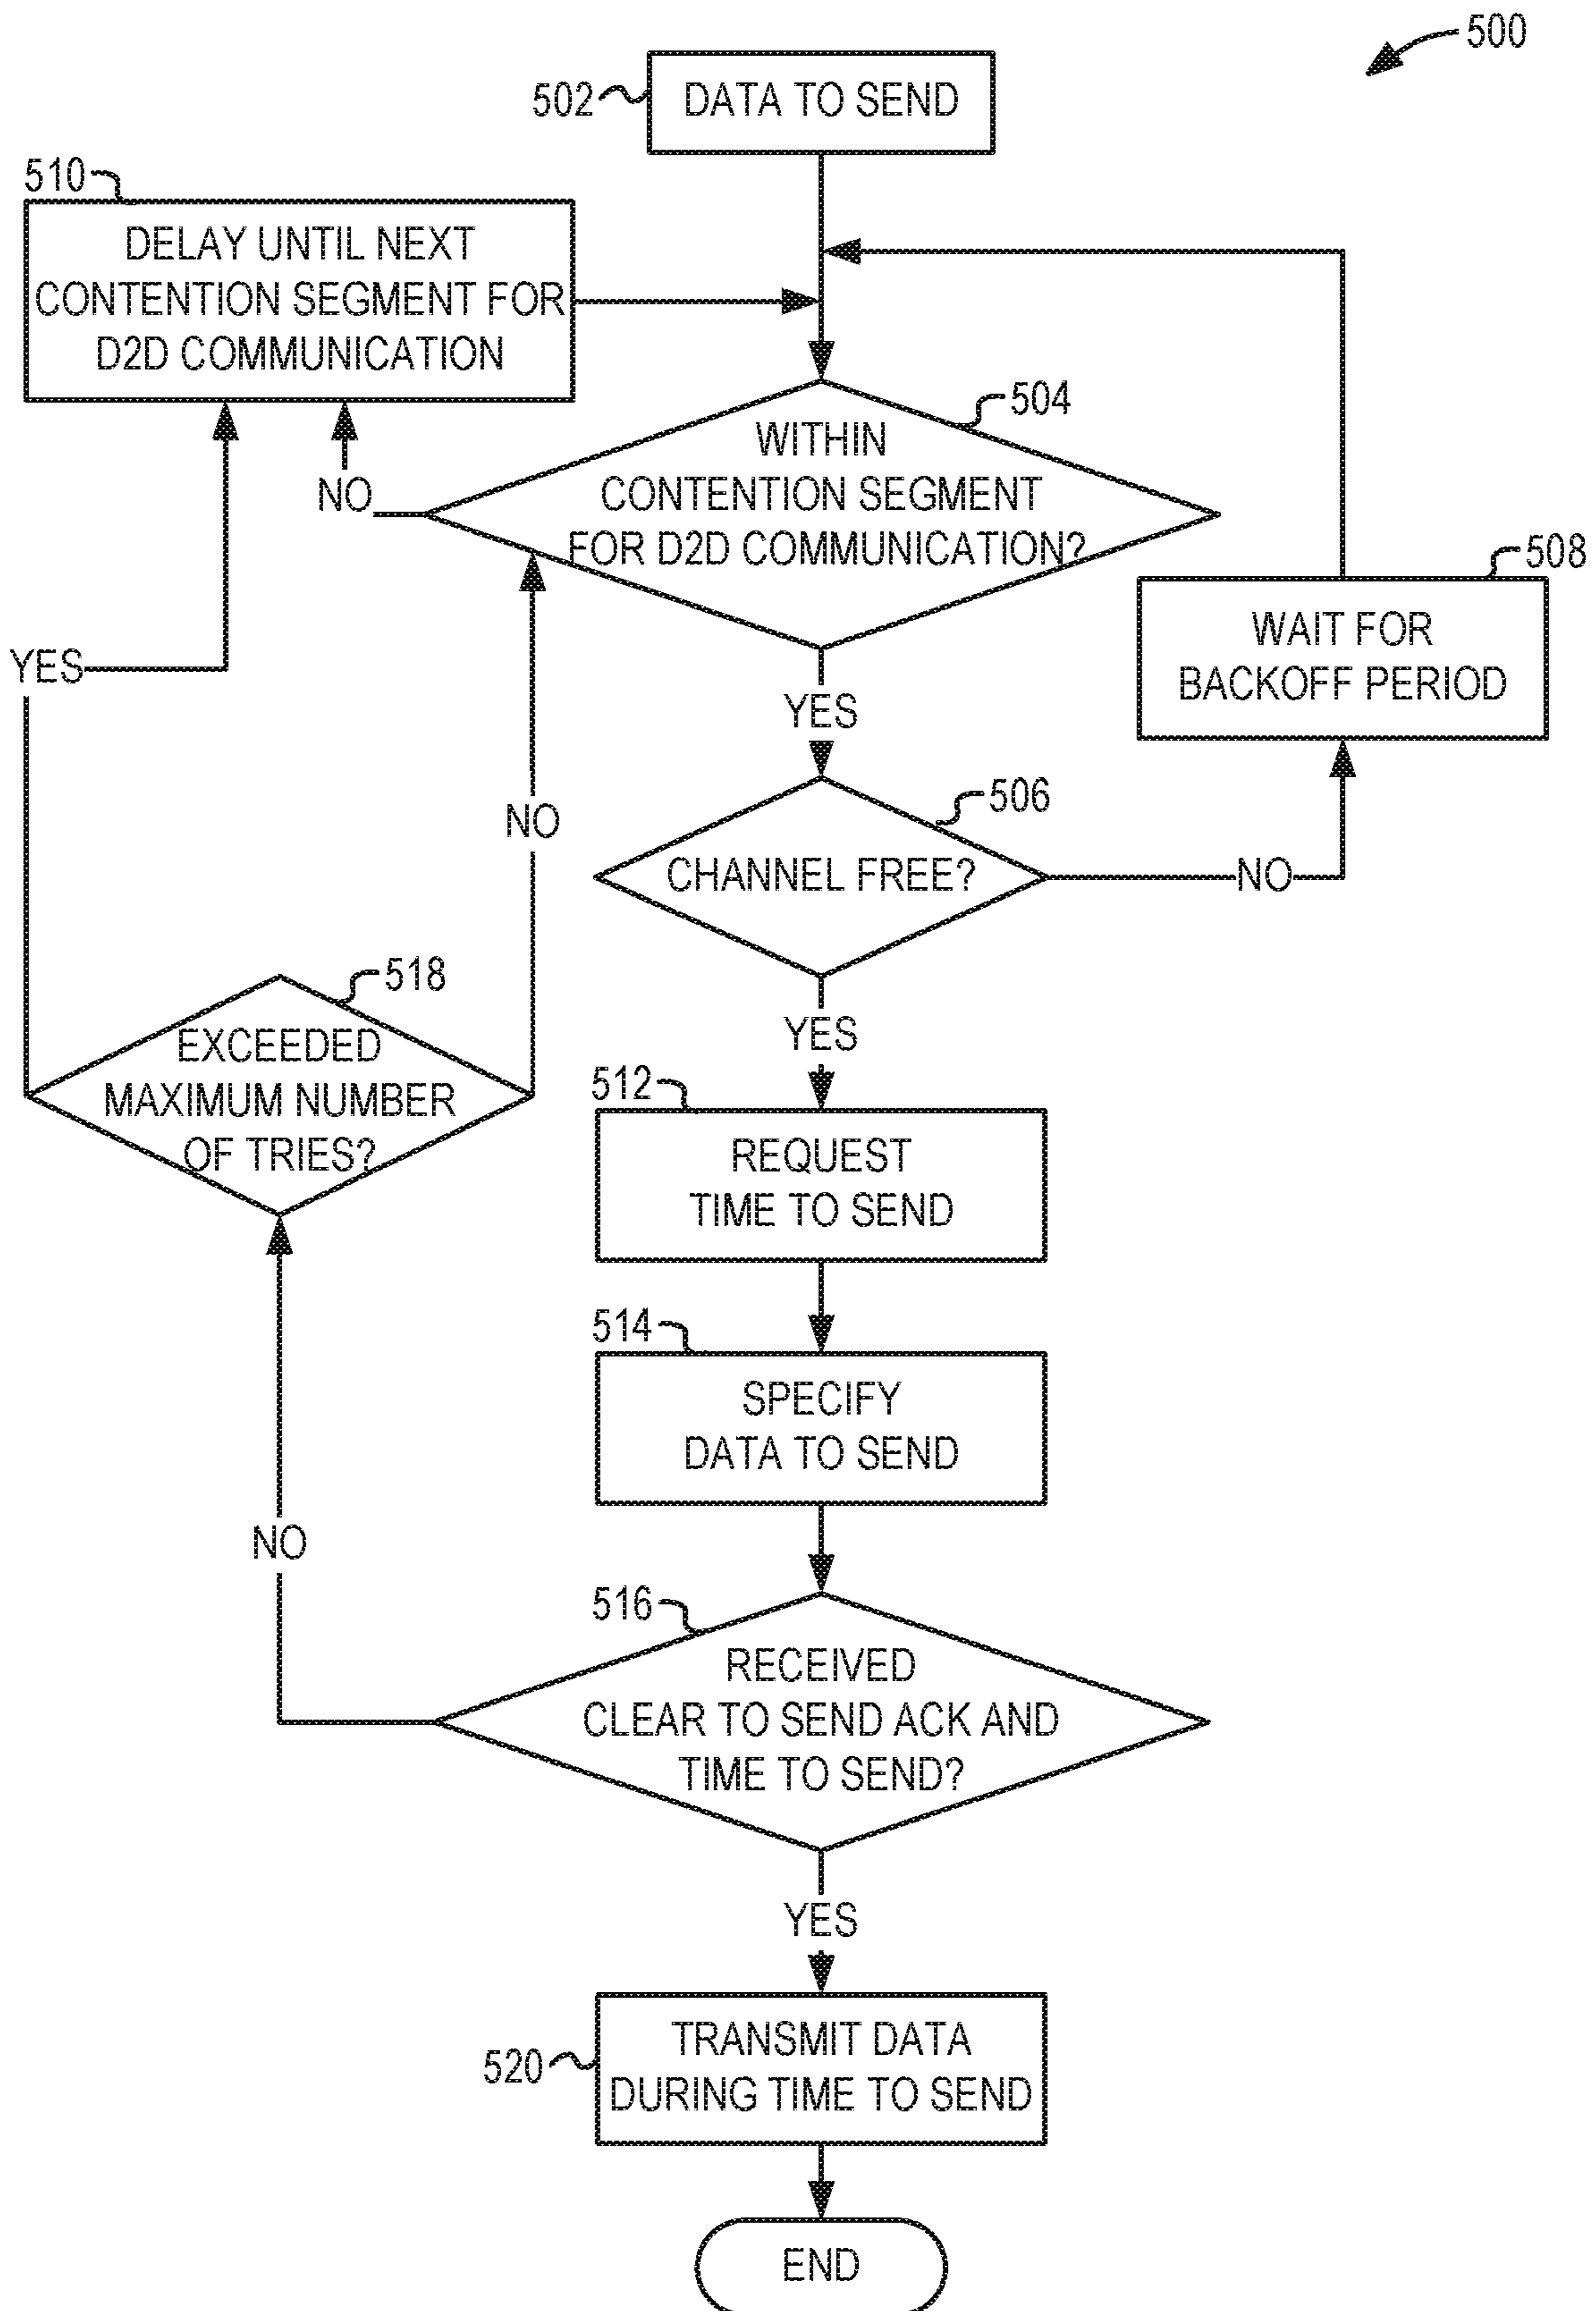 500
502
DATA TO SEND
510
DELAY UNTIL NEXT
CONTENTION SEGMENT FOR
D2D COMMUNICATION
504
WITHIN
CONTENTION SEGMENT
FOR D2D COMMUNICATION?
NO
508
WAIT FOR
BACKOFF PERIOD
YES
YES
506
CHANNEL FREE?
NO
NO
518
EXCEEDED
MAXIMUM NUMBER
OF TRIES?
YES
512
REQUEST
TIME TO SEND
514
SPECIFY
DATA TO SEND
NO
516
RECEIVED
CLEAR TO SEND ACK AND
TIME TO SEND?
YES
520
TRANSMIT DATA
DURING TIME TO SEND
END